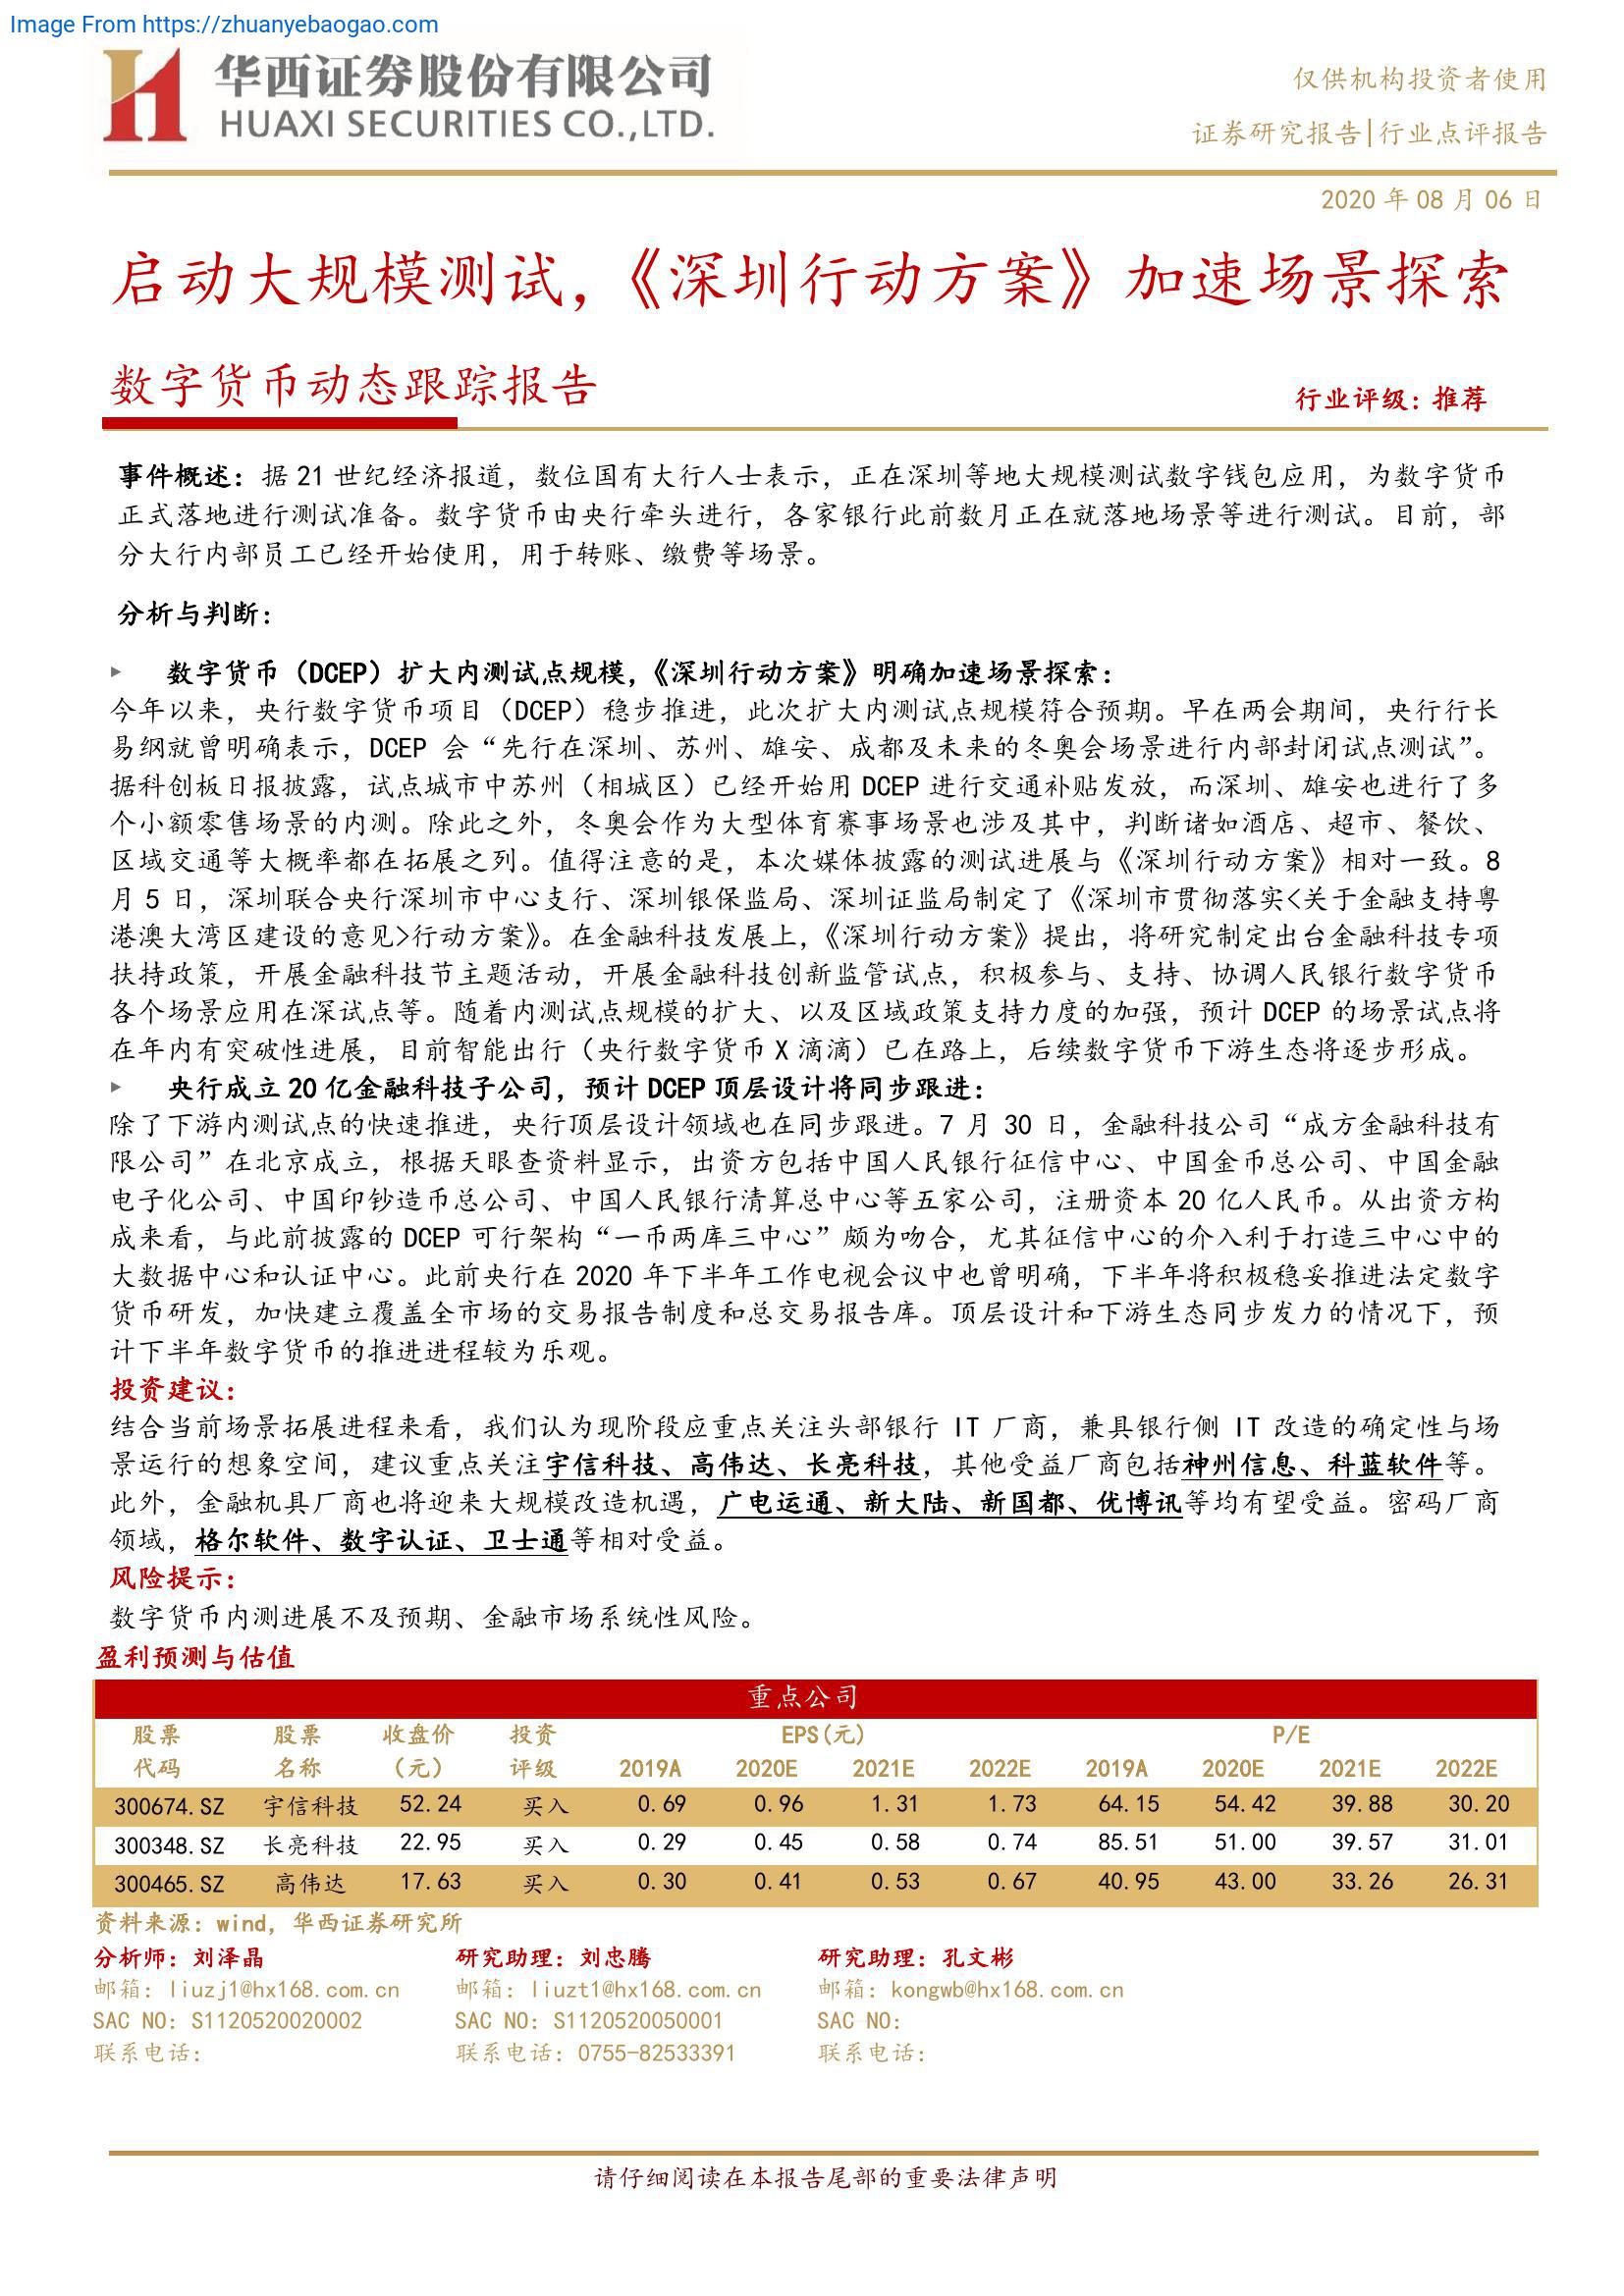 Image From https://zhuanyebaogao.com
华西证券股份有限公司
HUAXI SECURITIES CO.,LTD.
仅供机构投资者使用
证券研究报告|行业点评报告
2020 年 08 月 06 日
启动大规模测试，《深圳行动方案》加速场景探索
数字货币动态跟踪报告
行业评级：推荐
事件概述：据 21 世纪经济报道，数位国有大行人士表示，正在深圳等地大规模测试数字钱包应用，为数字货币
正式落地进行测试准备。数字货币由央行牵头进行，各家银行此前数月正在就落地场景等进行测试。目前，部
分大行内部员工已经开始使用，用于转账、缴费等场景。
分析与判断：
▸ 数字货币（DCEP）扩大内测试点规模，《深圳行动方案》明确加速场景探索：
今年以来，央行数字货币项目（DCEP）稳步推进，此次扩大内测试点规模符合预期。早在两会期间，央行行长
易纲就曾明确表示，DCEP 会“先行在深圳、苏州、雄安、成都及未来的冬奥会场景进行内部封闭试点测试”。
据科创板日报披露，试点城市中苏州（相城区）已经开始用 DCEP 进行交通补贴发放，而深圳、雄安也进行了多
个小额零售场景的内测。除此之外，冬奥会作为大型体育赛事场景也涉及其中，判断诸如酒店、超市、餐饮、
区域交通等大概率都在拓展之列。值得注意的是，本次媒体披露的测试进展与《深圳行动方案》相对一致。8
月 5 日，深圳联合央行深圳市中心支行、深圳银保监局、深圳证监局制定了《深圳市贯彻落实<关于金融支持粤
港澳大湾区建设的意见>行动方案》。在金融科技发展上，《深圳行动方案》提出，将研究制定出台金融科技专项
扶持政策，开展金融科技节主题活动，开展金融科技创新监管试点，积极参与、支持、协调人民银行数字货币
各个场景应用在深试点等。随着内测试点规模的扩大、以及区域政策支持力度的加强，预计 DCEP 的场景试点将
在年内有突破性进展，目前智能出行（央行数字货币 X 滴滴）已在路上，后续数字货币下游生态将逐步形成。
▸ 央行成立 20 亿金融科技子公司，预计 DCEP 顶层设计将同步跟进：
除了下游内测试点的快速推进，央行顶层设计领域也在同步跟进。7 月 30 日，金融科技公司“成方金融科技有
限公司”在北京成立，根据天眼查资料显示，出资方包括中国人民银行征信中心、中国金币总公司、中国金融
电子化公司、中国印钞造币总公司、中国人民银行清算总中心等五家公司，注册资本 20 亿人民币。从出资方构
成来看，与此前披露的 DCEP 可行架构“一币两库三中心”颇为吻合，尤其征信中心的介入利于打造三中心中的
大数据中心和认证中心。此前央行在 2020 年下半年工作电视会议中也曾明确，下半年将积极稳妥推进法定数字
货币研发，加快建立覆盖全市场的交易报告制度和总交易报告库。顶层设计和下游生态同步发力的情况下，预
计下半年数字货币的推进进程较为乐观。
投资建议：
结合当前场景拓展进程来看，我们认为现阶段应重点关注头部银行 IT 厂商，兼具银行侧 IT 改造的确定性与场
景运行的想象空间，建议重点关注宇信科技、高伟达、长亮科技，其他受益厂商包括神州信息、科蓝软件等。
此外，金融机具厂商也将迎来大规模改造机遇，广电运通、新大陆、新国都、优博讯等均有望受益。密码厂商
领域，格尔软件、数字认证、卫士通等相对受益。
风险提示：
数字货币内测进展不及预期、金融市场系统性风险。
盈利预测与估值
重点公司
股票 股票 收盘价 投资 EPS(元) P/E
代码 名称 （元） 评级 2019A 2020E 2021E 2022E 2019A 2020E 2021E 2022E
300674.SZ 宇信科技 52.24 买入 0.69 0.96 1.31 1.73 64.15 54.42 39.88 30.20
300348.SZ 长亮科技 22.95 买入 0.29 0.45 0.58 0.74 85.51 51.00 39.57 31.01
300465.SZ 高伟达 17.63 买入 0.30 0.41 0.53 0.67 40.95 43.00 33.26 26.31
资料来源：wind，华西证券研究所
分析师：刘泽晶 研究助理：刘忠腾 研究助理：孔文彬
邮箱：liuzj1@hx168.com.cn 邮箱：liuzt1@hx168.com.cn 邮箱：kongwb@hx168.com.cn
SAC NO：S1120520020002 SAC NO：S1120520050001 SAC NO：
联系电话： 联系电话：0755-82533391 联系电话：
请仔细阅读在本报告尾部的重要法律声明